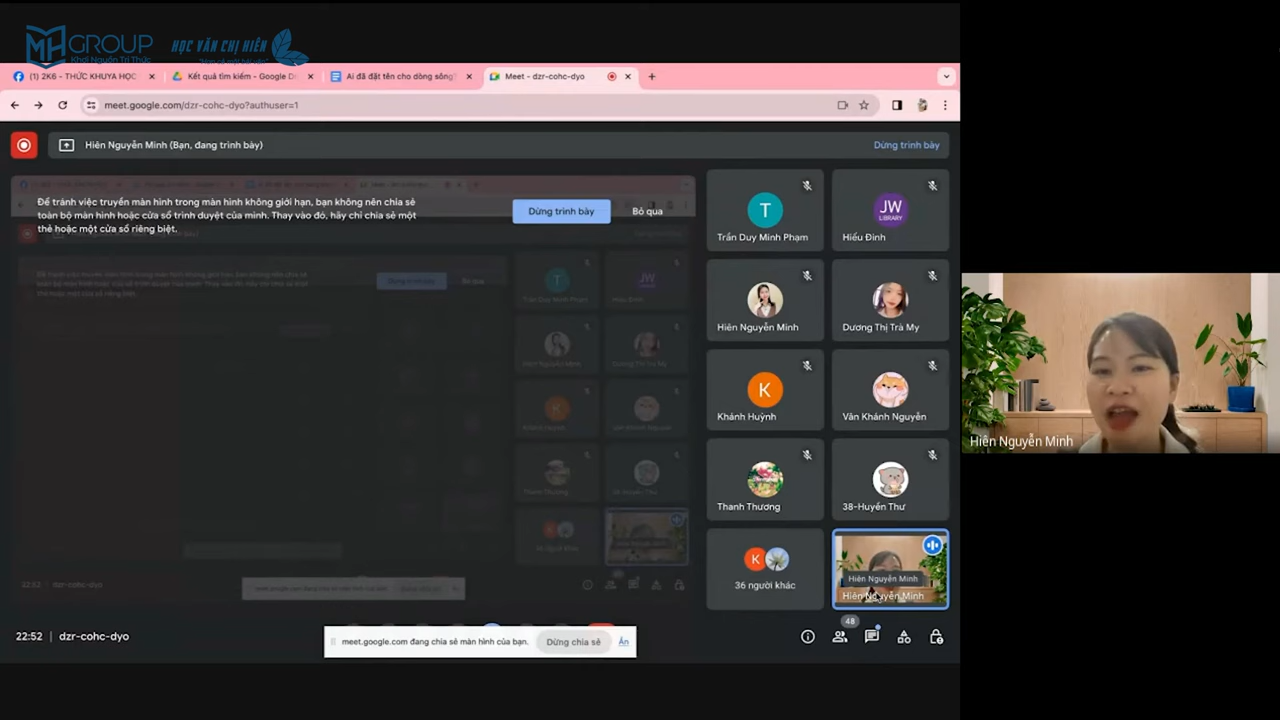 MH GROUP
Khơi Nguồn Tri Thức
HỌC VĂN CHỊ HIÊN
(1) 2K6 - THỨC KHUYA HỌC
Kết quả tìm kiếm - Google D
Ai đã đặt tên cho dòng sông?
Meet - dzr-cohc-dyo
meet.google.com/dzr-cohc-dyo?authuser=1
Hiên Nguyễn Minh (Bạn, đang trình bày)
Dừng trình bày
Để tránh việc truyền màn hình trong màn hình không giới hạn, bạn không nên chia sẻ
toàn bộ màn hình hoặc cửa sổ trình duyệt của mình. Thay vào đó, hãy chỉ chia sẻ một
thẻ hoặc một cửa sổ riêng biệt.
Dừng trình bày
Bỏ qua
T
Trần Duy Minh Phạm
JW
LIBRARY
Hiếu Đình
Hiên Nguyễn Minh
Dương Thị Trà My
K
Khánh Huỳnh
Vân Khánh Nguyễn
Thanh Thương
38-Huyền Thư
K
36 người khác
Hiên Nguyễn Minh
Hiên Nguyễn Minh
Hiên Nguyễn Minh
22:52 | dzr-cohc-dyo
48
meet.google.com đang chia sẻ màn hình của bạn.
Dừng chia sẻ
Ẩn